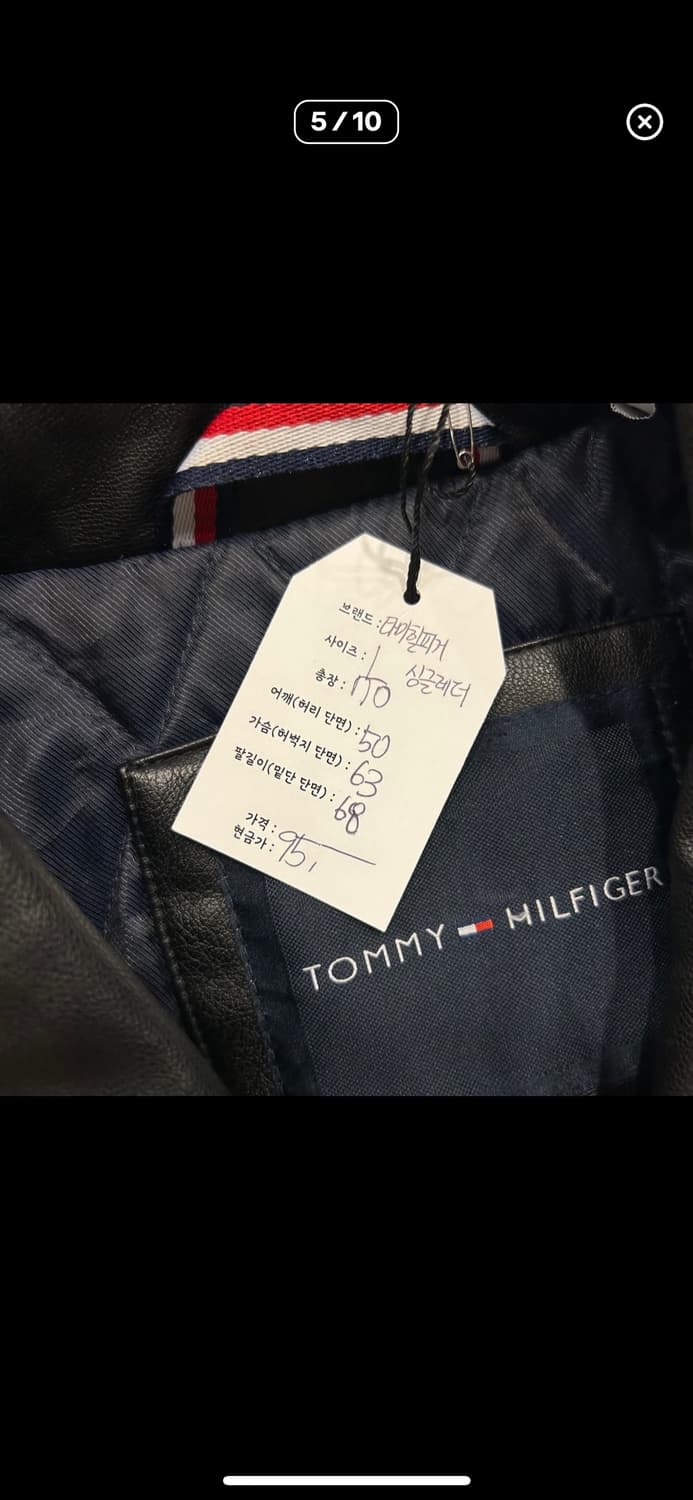 5/10
브랜드 : 타미힐피거
싱글레더
사이즈 : L
총장 : 70
어깨(허리 단면) : 50
가슴(허벅지 단면) : 63
팔길이(밑단 단면) : 68
가격 :
현금가 : 95,
TOMMY HILFIGER